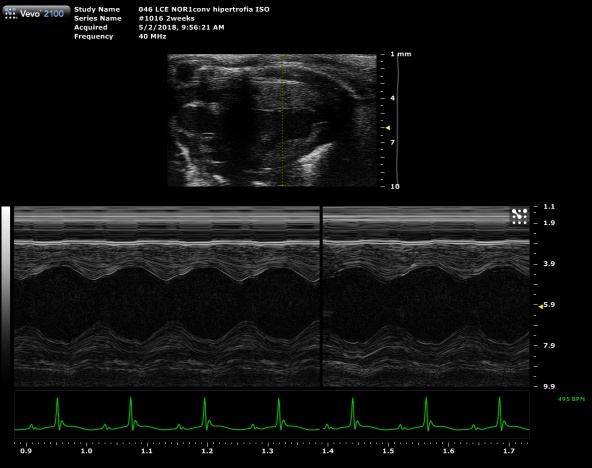 Vevo 2100
Study Name 046 LCE NOR1conv hipertrofia ISO
Series Name #1016 2weeks
Acquired 5/2/2018, 9:56:21 AM
Frequency 40 MHz
1 mm
4
7
10
1.1
1.9
3.9
5.9
7.9
9.9
495 BPM
0.9 1.0 1.1 1.2 1.3 1.4 1.5 1.6 1.7